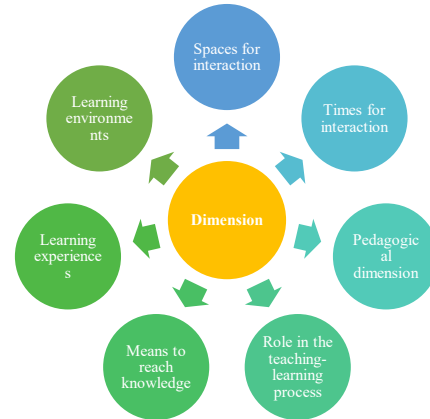 Spaces for
interaction
Times for
interaction
Pedagogic
al
dimension
Role in the
teaching-
learning
process
Means to
reach
knowledge
Learning
experience
s
Learning
environme
nts
Dimension